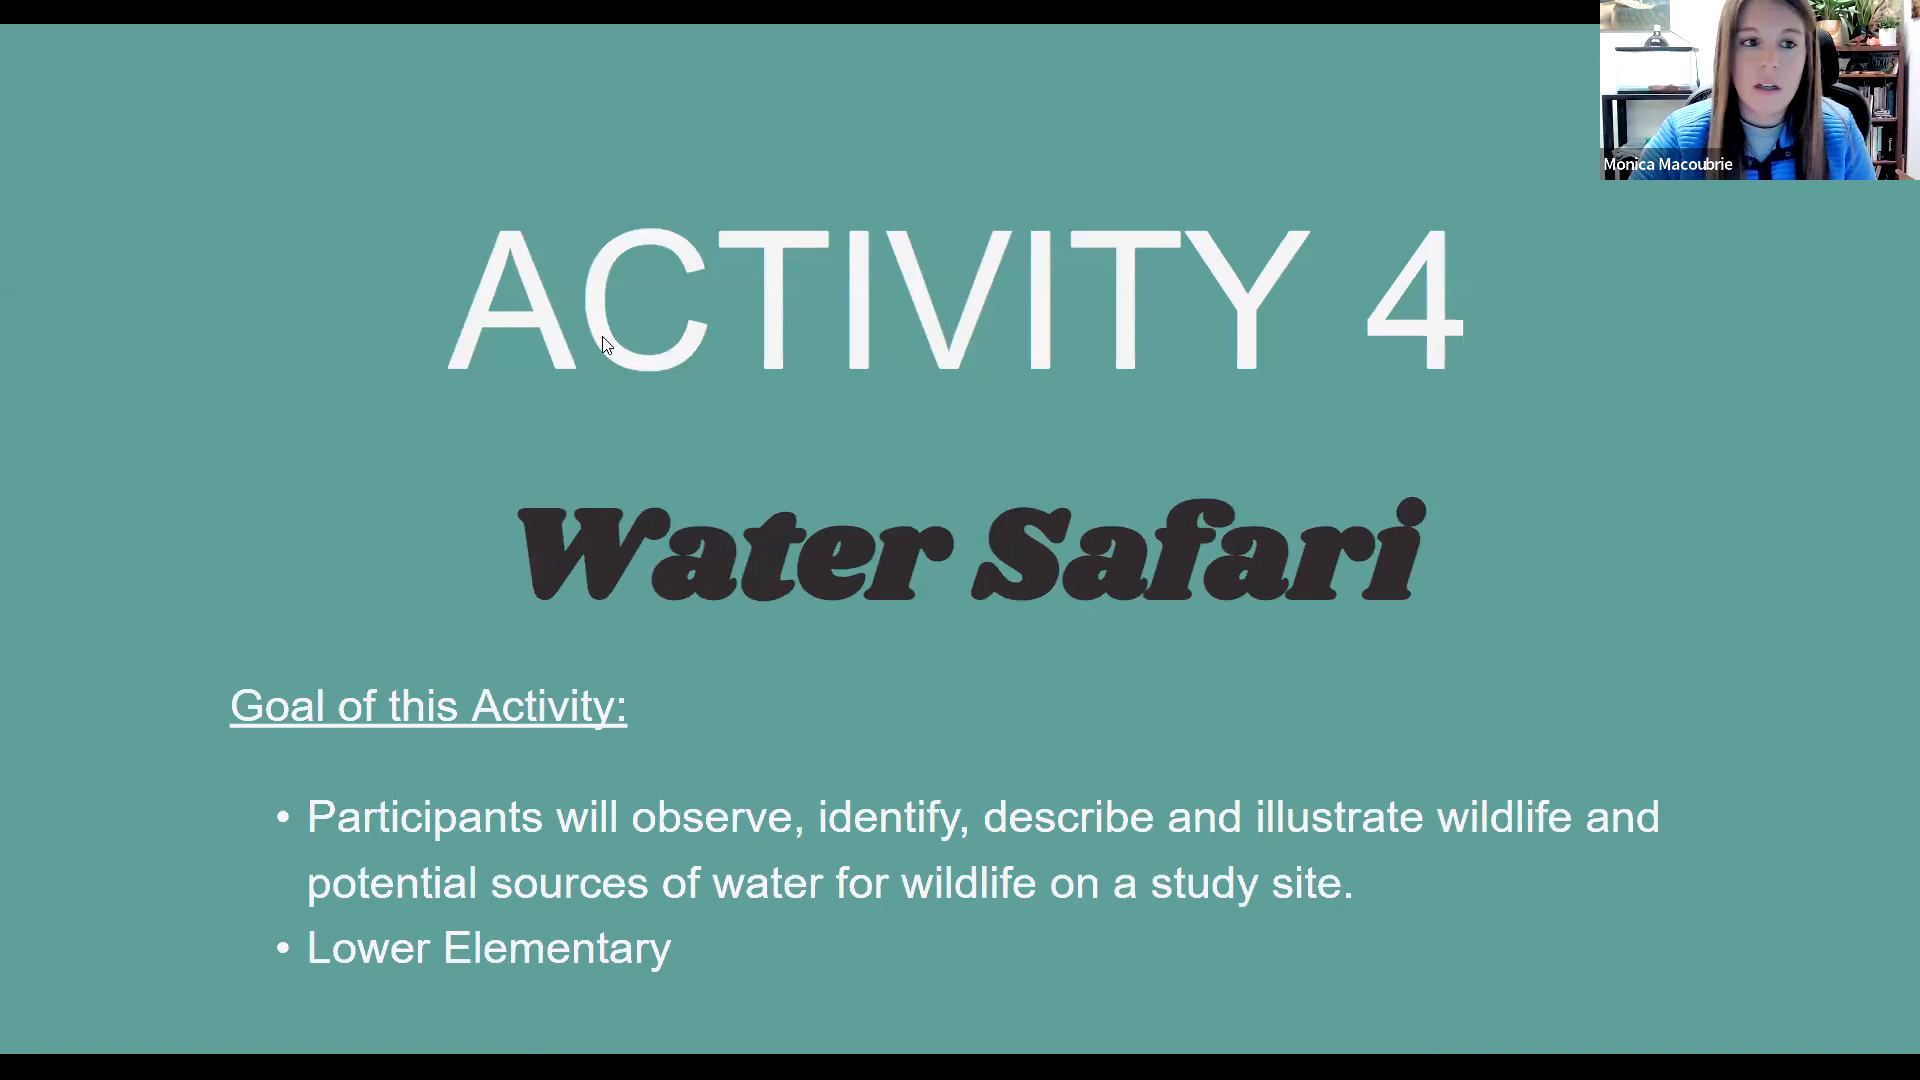 Monica Macoubrie
ACTIVITY 4
Water Safari
Goal of this Activity:
• Participants will observe, identify, describe and illustrate wildlife and
potential sources of water for wildlife on a study site.
• Lower Elementary